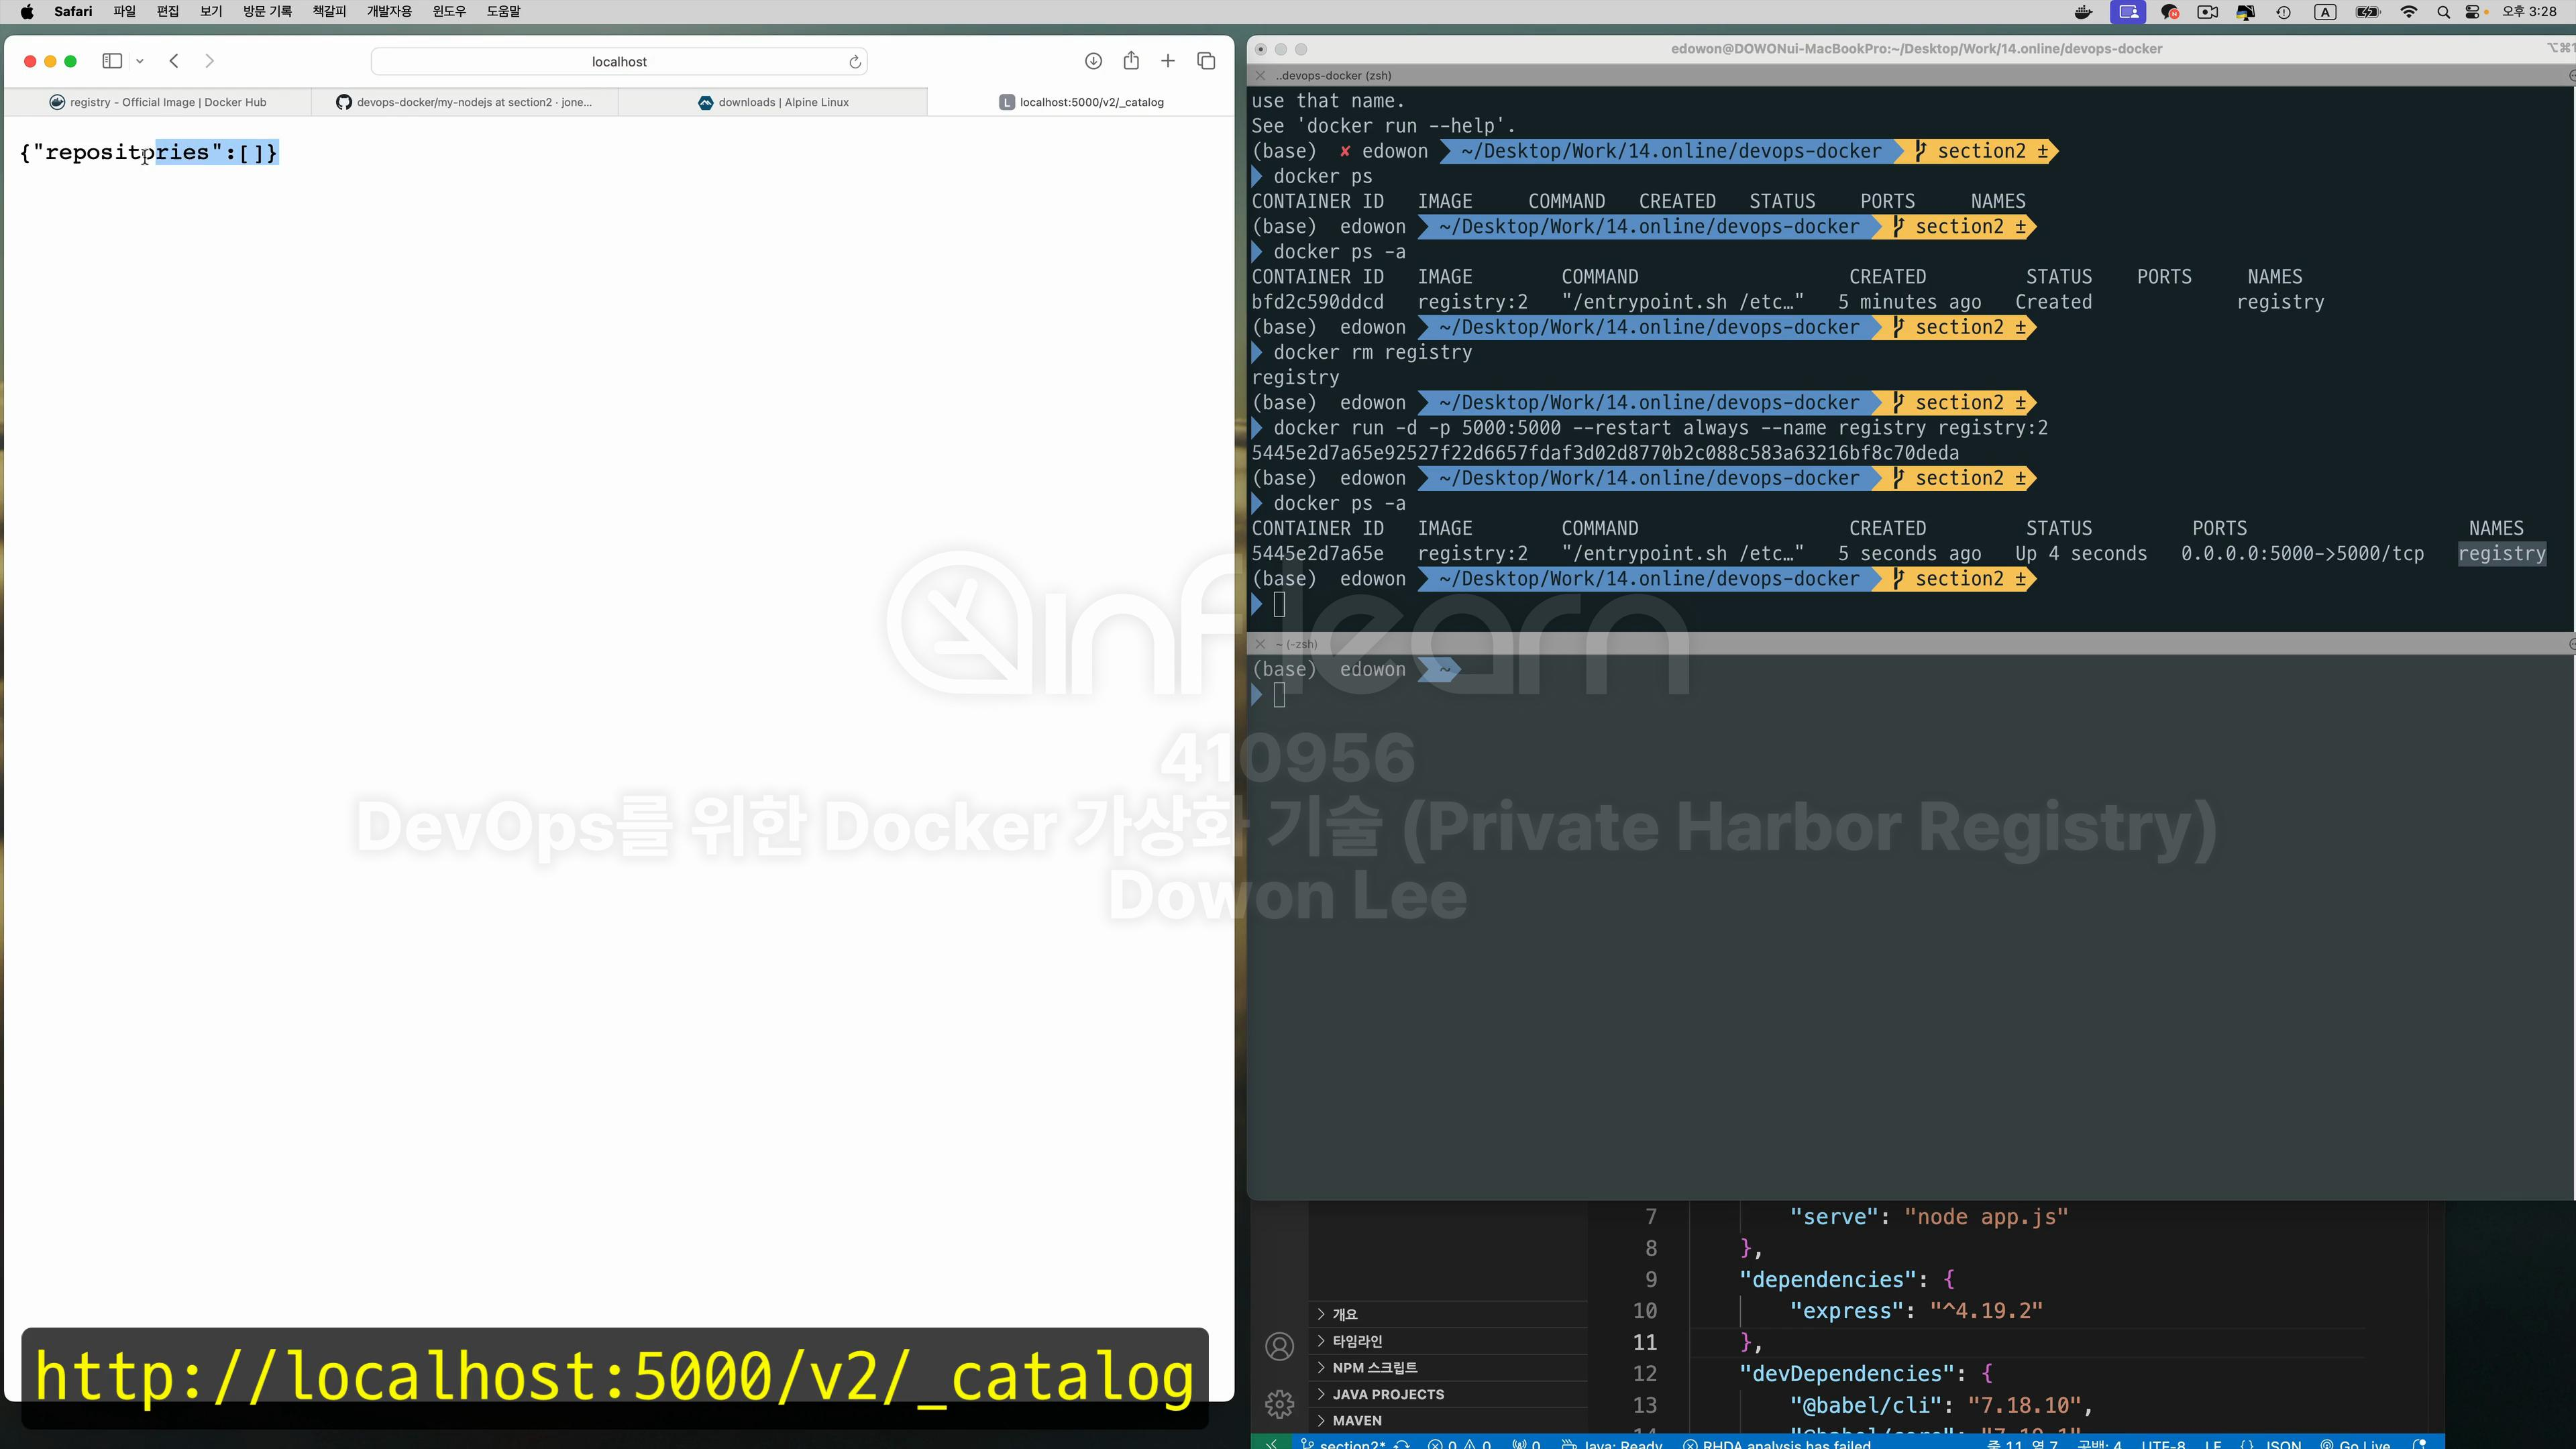 Safari 파일 편집 보기 방문 기록 책갈피 개발자용 윈도우 도움말
A 오후 3:28
localhost
registry - Official Image | Docker Hub
devops-docker/my-nodejs at section2 · jone...
downloads | Alpine Linux
L localhost:5000/v2/_catalog
{"repositories":[]}
edowon@DOWONui-MacBookPro:~/Desktop/Work/14.online/devops-docker
..devops-docker (zsh)
use that name.
See 'docker run --help'.
(base) ✘ edowon ~/Desktop/Work/14.online/devops-docker section2 ±
docker ps
CONTAINER ID IMAGE COMMAND CREATED STATUS PORTS NAMES
(base) edowon ~/Desktop/Work/14.online/devops-docker section2 ±
docker ps -a
CONTAINER ID IMAGE COMMAND CREATED STATUS PORTS NAMES
bfd2c590ddcd registry:2 "/entrypoint.sh /etc…" 5 minutes ago Created registry
(base) edowon ~/Desktop/Work/14.online/devops-docker section2 ±
docker rm registry
registry
(base) edowon ~/Desktop/Work/14.online/devops-docker section2 ±
docker run -d -p 5000:5000 --restart always --name registry registry:2
5445e2d7a65e92527f22d6657fdaf3d02d8770b2c088c583a63216bf8c70deda
(base) edowon ~/Desktop/Work/14.online/devops-docker section2 ±
docker ps -a
CONTAINER ID IMAGE COMMAND CREATED STATUS PORTS NAMES
5445e2d7a65e registry:2 "/entrypoint.sh /etc…" 5 seconds ago Up 4 seconds 0.0.0.0:5000->5000/tcp registry
(base) edowon ~/Desktop/Work/14.online/devops-docker section2 ±
~ (-zsh)
(base) edowon ~
inflearn
410956
DevOps를 위한 Docker 가상화 기술 (Private Harbor Registry)
Dowon Lee
개요
타임라인
NPM 스크립트
JAVA PROJECTS
MAVEN
7 "serve": "node app.js"
8 },
9 "dependencies": {
10 "express": "^4.19.2"
11 },
12 "devDependencies": {
13 "@babel/cli": "7.18.10",
section2* 0 0 0 Java: Ready RHDA analysis has failed 줄 11, 열 7 공백: 4 UTF-8 LF {} JSON Go Live
http://localhost:5000/v2/_catalog